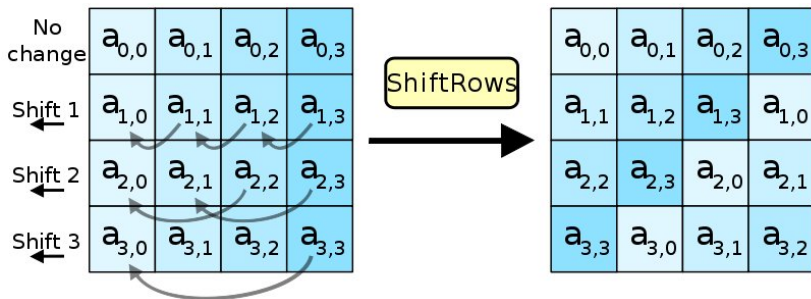 No change
a0,0 a0,1 a0,2 a0,3
Shift 1
a1,0 a1,1 a1,2 a1,3
Shift 2
a2,0 a2,1 a2,2 a2,3
Shift 3
a3,0 a3,1 a3,2 a3,3
ShiftRows
a0,0 a0,1 a0,2 a0,3
a1,1 a1,2 a1,3 a1,0
a2,2 a2,3 a2,0 a2,1
a3,3 a3,0 a3,1 a3,2